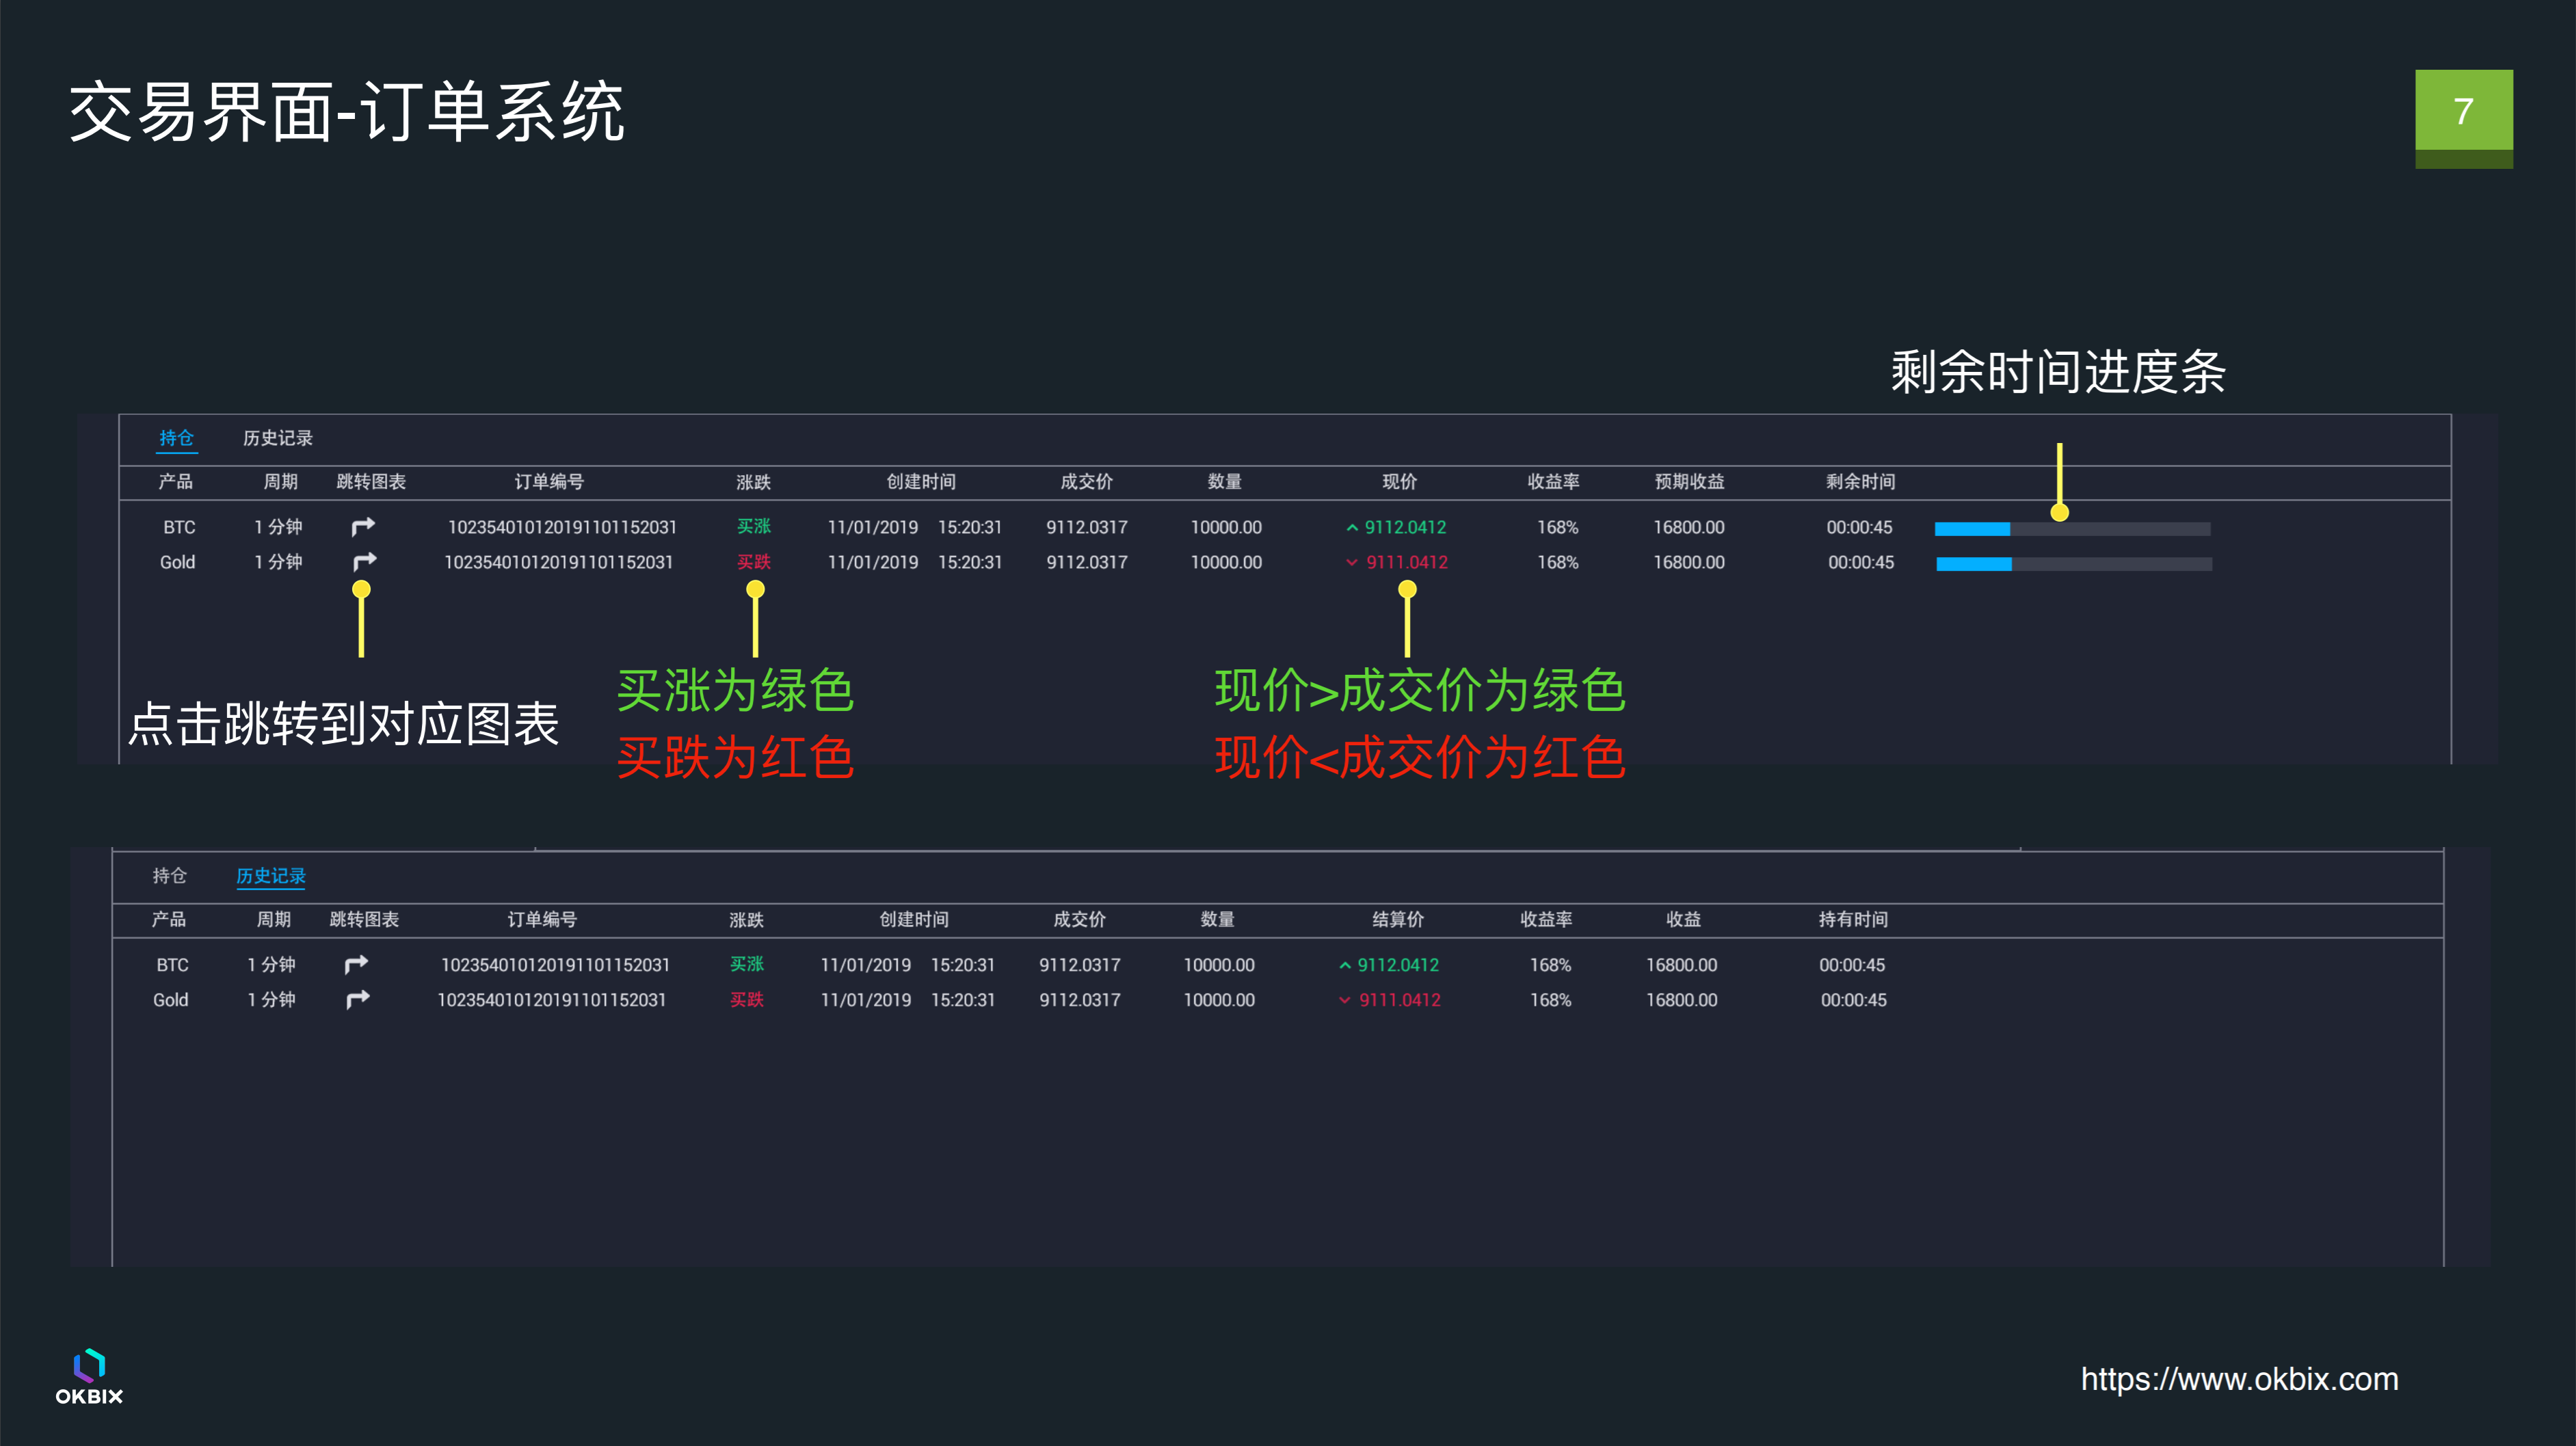 交易界面-订单系统
7
剩余时间进度条
持仓 历史记录
产品 周期 跳转图表 订单编号 涨跌 创建时间 成交价 数量 现价 收益率 预期收益 剩余时间
BTC 1 分钟 102354010120191101152031 买涨 11/01/2019 15:20:31 9112.0317 10000.00 9112.0412 168% 16800.00 00:00:45
Gold 1 分钟 102354010120191101152031 买跌 11/01/2019 15:20:31 9112.0317 10000.00 9111.0412 168% 16800.00 00:00:45
点击跳转到对应图表
买涨为绿色
买跌为红色
现价>成交价为绿色
现价<成交价为红色
持仓 历史记录
产品 周期 跳转图表 订单编号 涨跌 创建时间 成交价 数量 结算价 收益率 收益 持有时间
BTC 1 分钟 102354010120191101152031 买涨 11/01/2019 15:20:31 9112.0317 10000.00 9112.0412 168% 16800.00 00:00:45
Gold 1 分钟 102354010120191101152031 买跌 11/01/2019 15:20:31 9112.0317 10000.00 9111.0412 168% 16800.00 00:00:45
OKBIX
https://www.okbix.com